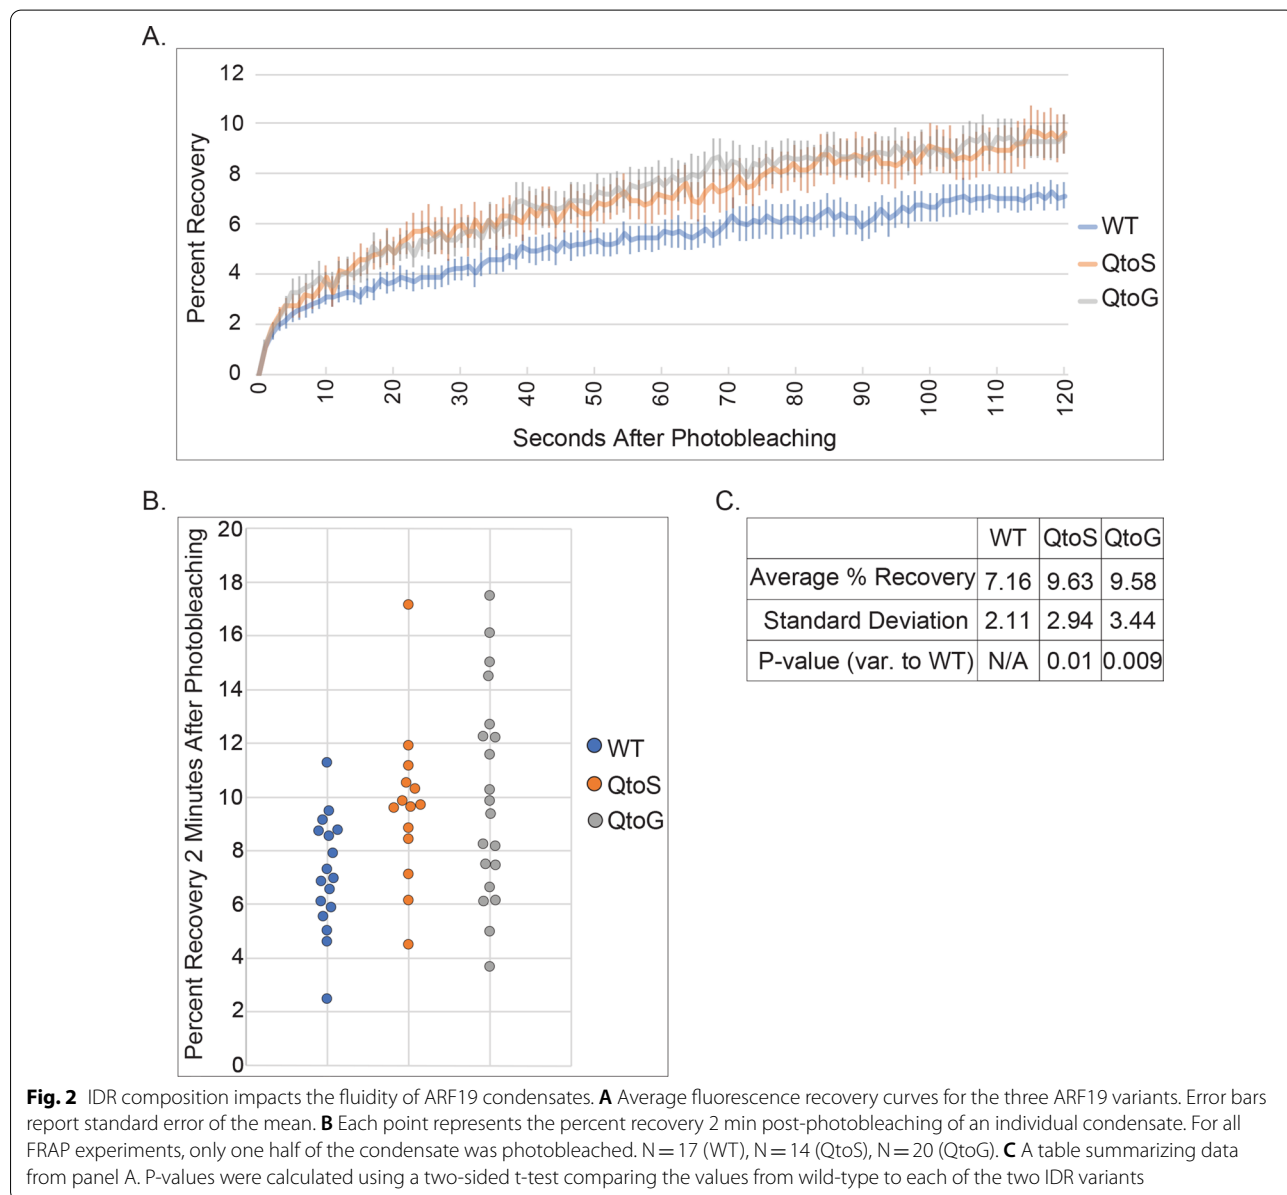 A.
12
10
8
6
4
2
0
Percent Recovery
0 10 20 30 40 50 60 70 80 90 100 110 120
Seconds After Photobleaching
WT
QtoS
QtoG
B.
20
18
16
14
12
10
8
6
4
2
0
Percent Recovery 2 Minutes After Photobleaching
WT
QtoS
QtoG
C.
WT QtoS QtoG
Average % Recovery 7.16 9.63 9.58
Standard Deviation 2.11 2.94 3.44
P-value (var. to WT) N/A 0.01 0.009
Fig. 2 IDR composition impacts the fluidity of ARF19 condensates. A Average fluorescence recovery curves for the three ARF19 variants. Error bars
report standard error of the mean. B Each point represents the percent recovery 2 min post-photobleaching of an individual condensate. For all
FRAP experiments, only one half of the condensate was photobleached. N = 17 (WT), N = 14 (QtoS), N = 20 (QtoG). C A table summarizing data
from panel A. P-values were calculated using a two-sided t-test comparing the values from wild-type to each of the two IDR variants